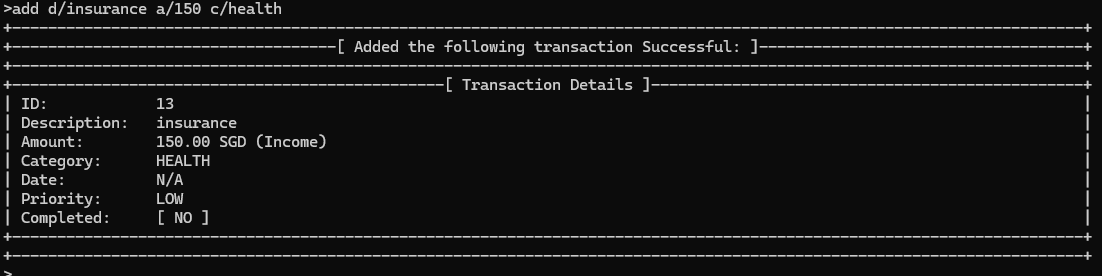 >add d/insurance a/150 c/health
+-----------------------------------------------------------------------------------------------------------------------+
+------------------------------------[ Added the following transaction Successful: ]------------------------------------+
+-----------------------------------------------------------------------------------------------------------------------+
+------------------------------------------------[ Transaction Details ]------------------------------------------------+
| ID:            13                                                                                                     |
| Description:   insurance                                                                                              |
| Amount:        150.00 SGD (Income)                                                                                    |
| Category:      HEALTH                                                                                                 |
| Date:          N/A                                                                                                    |
| Priority:      LOW                                                                                                    |
| Completed:     [ NO ]                                                                                                 |
+-----------------------------------------------------------------------------------------------------------------------+
+-----------------------------------------------------------------------------------------------------------------------+
>